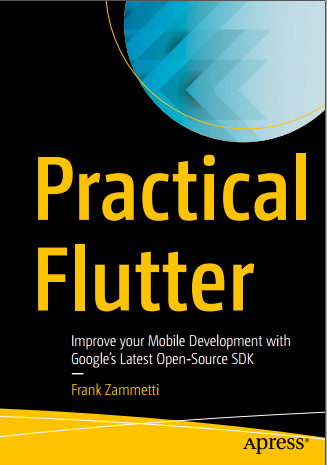 Practical
Flutter
Improve your Mobile Development with
Google's Latest Open-Source SDK
Frank Zammetti
Apress®